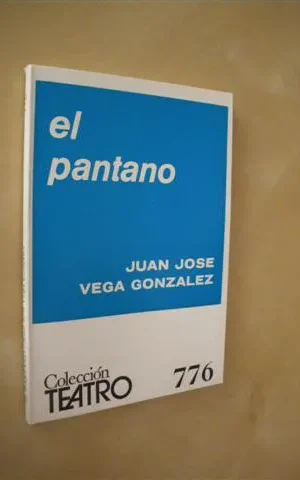 el
pantano
JUAN JOSE
VEGA GONZALEZ
Colección
TEATRO
776